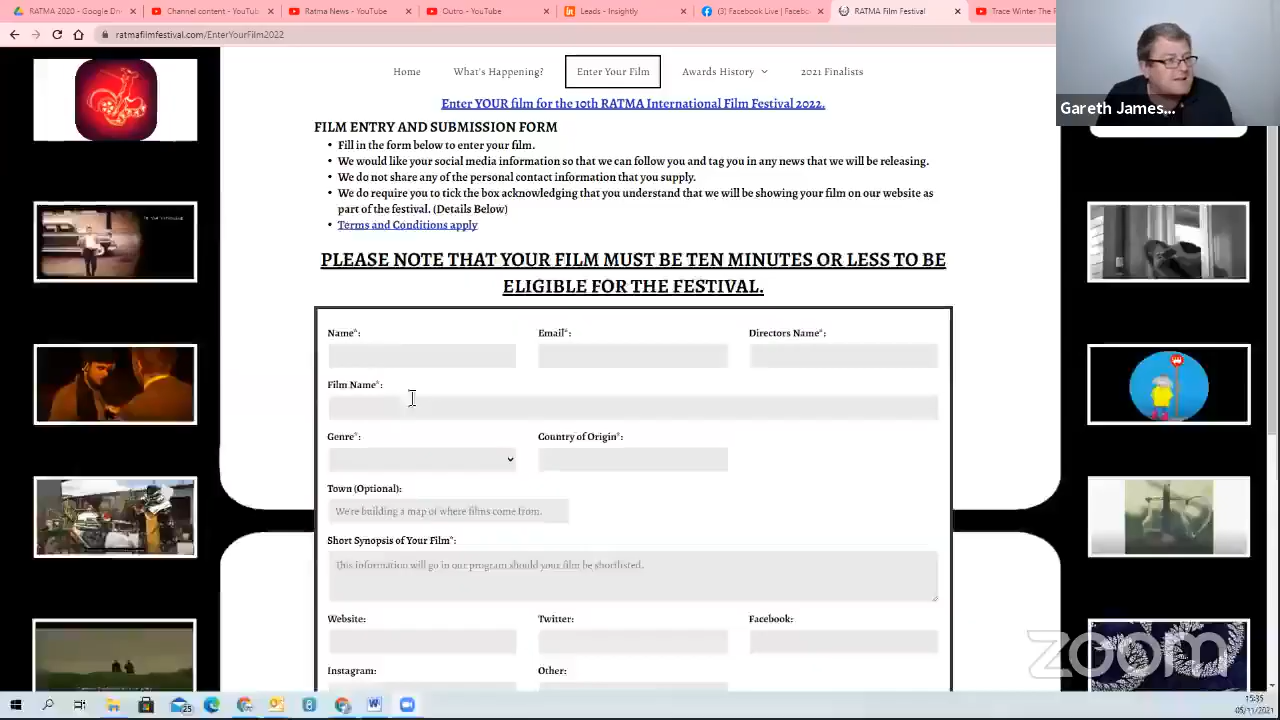 RATMA 2020 - Google D
Channel content - YouTu
Ratma News - YouTube
Outro - YouTube
Leads - Insightly
(3) Facebook Live | Facebo
RATMA Film Festival
Trace Winter The P
ratmafilmfestival.com/EnterYourFilm2022
Home
What's Happening?
Enter Your Film
Awards History
2021 Finalists
Gareth James...
Enter YOUR film for the 10th RATMA International Film Festival 2022.
FILM ENTRY AND SUBMISSION FORM
• Fill in the form below to enter your film.
• We would like your social media information so that we can follow you and tag you in any news that we will be releasing.
• We do not share any of the personal contact information that you supply.
• We do require you to tick the box acknowledging that you understand that we will be showing your film on our website as
part of the festival. (Details Below)
• Terms and Conditions apply
PLEASE NOTE THAT YOUR FILM MUST BE TEN MINUTES OR LESS TO BE
ELIGIBLE FOR THE FESTIVAL.
Name*:
Email*:
Directors Name*:
Film Name*:
Genre*:
Country of Origin*:
Town (Optional):
We're building a map of where films come from.
Short Synopsis of Your Film*:
This information will go in our program should your film be shortlisted.
Website:
Twitter:
Facebook:
Instagram:
Other:
zoom
25
15:35
05/11/2021